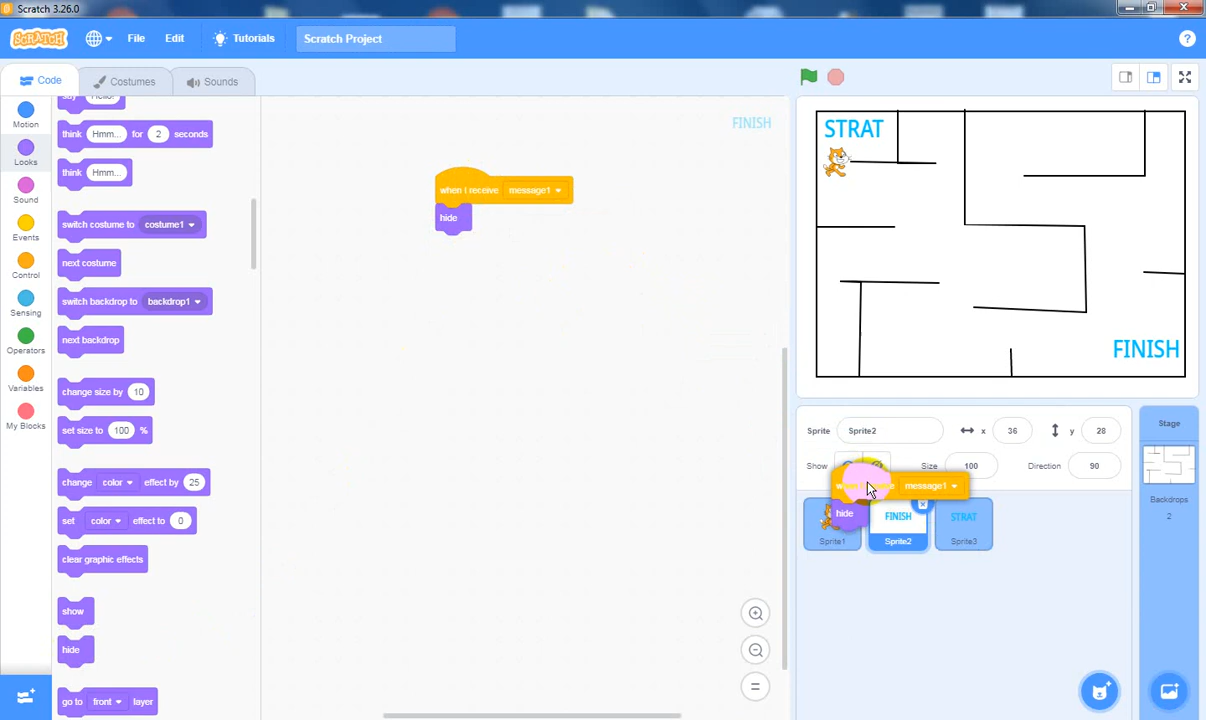 Scratch 3.26.0
SCRATCH File Edit Tutorials Scratch Project
Code Costumes Sounds
Motion
Looks
Sound
Events
Control
Sensing
Operators
Variables
My Blocks
think Hmm... for 2 seconds
think Hmm...
switch costume to costume1
next costume
switch backdrop to backdrop1
next backdrop
change size by 10
set size to 100 %
change color effect by 25
set color effect to 0
clear graphic effects
show
hide
go to front layer
FINISH
when I receive message1
hide
STRAT
FINISH
Sprite Sprite2 x 36 y 28
Show Size 100 Direction 90
message1
hide
FINISH
STRAT
Sprite1
Sprite2
Sprite3
Stage
Backdrops
2